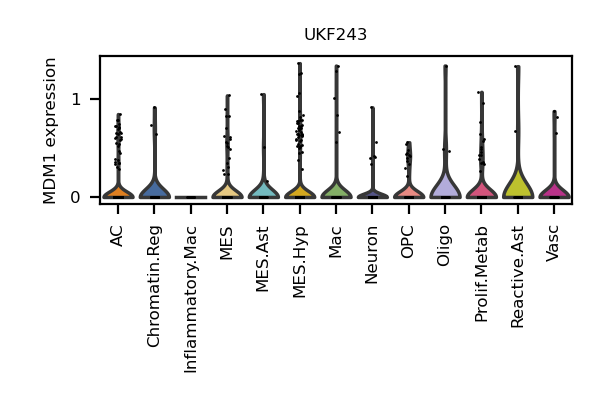 UKF243
MDM1 expression
1
0
AC
Chromatin.Reg
Inflammatory.Mac
MES
MES.Ast
MES.Hyp
Mac
Neuron
OPC
Oligo
Prolif.Metab
Reactive.Ast
Vasc